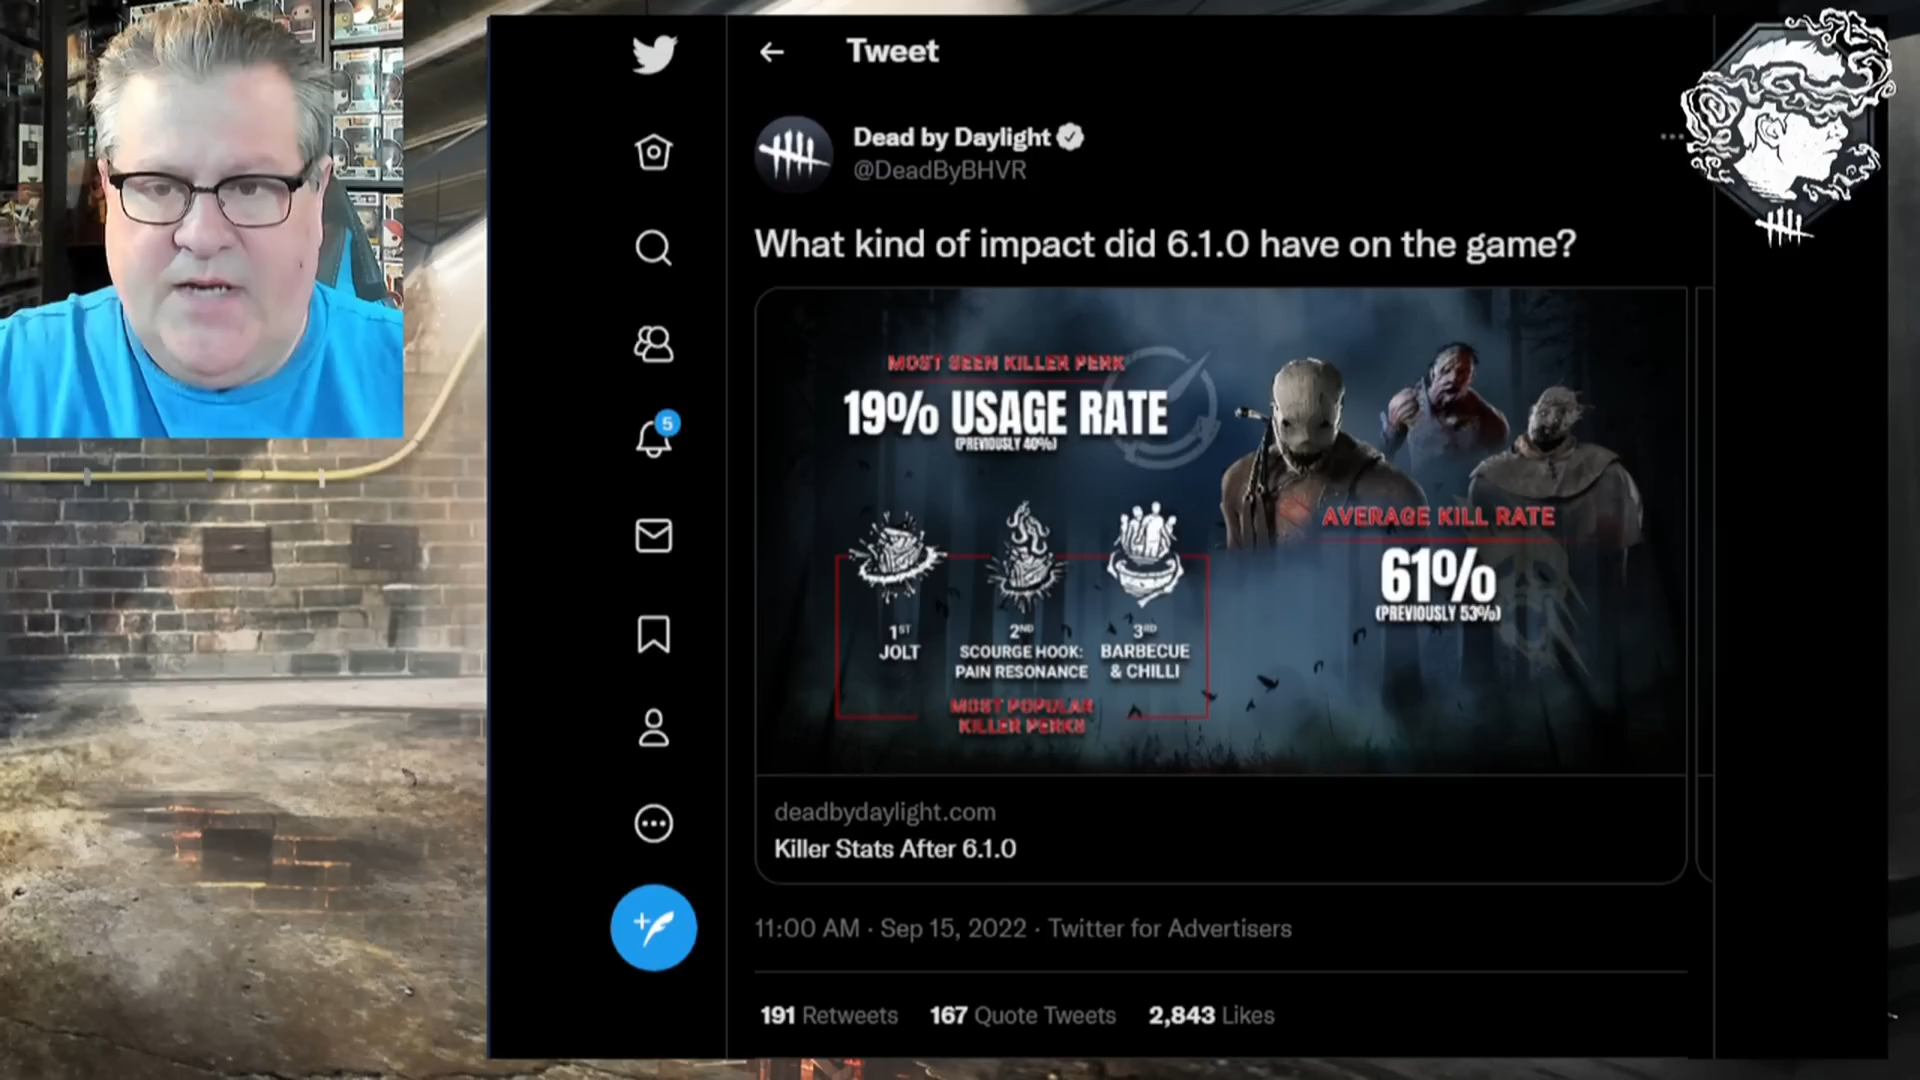 Tweet
Dead by Daylight
@DeadByBHVR
What kind of impact did 6.1.0 have on the game?
MOST SEEN KILLER PERK
19% USAGE RATE
(PREVIOUSLY 40%)
AVERAGE KILL RATE
61%
(PREVIOUSLY 53%)
1ST
JOLT
2ND
SCOURGE HOOK:
PAIN RESONANCE
3RD
BARBECUE
& CHILLI
MOST POPULAR
KILLER PERKS
5
deadbydaylight.com
Killer Stats After 6.1.0
11:00 AM · Sep 15, 2022 · Twitter for Advertisers
191 Retweets 167 Quote Tweets 2,843 Likes